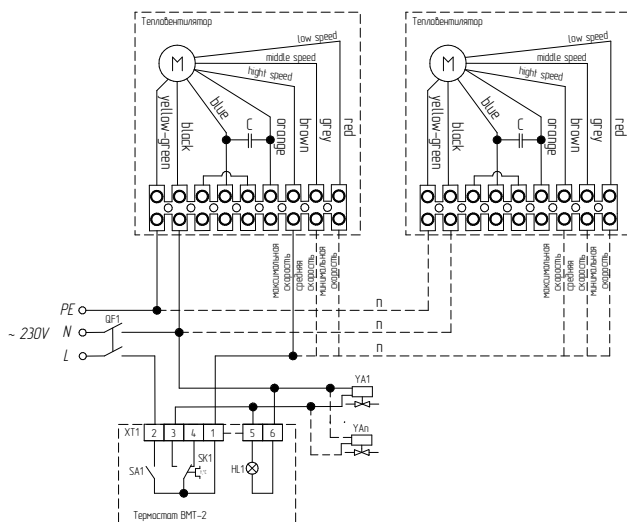 Тепловентилятор
Тепловентилятор
low speed
low speed
middle speed
middle speed
hight speed
hight speed
M
M
yellow-green
black
blue
C
orange
brown
grey
red
yellow-green
black
blue
C
orange
brown
grey
red
максимальная скорость
средняя скорость
минимальная скорость
максимальная скорость
средняя скорость
минимальная скорость
PE
n
~ 230V
N
QF1
n
L
n
YA1
XT1
2
3
4
1
5
6
YAn
SA1
SK1
HL1
Термостат ВМТ-2